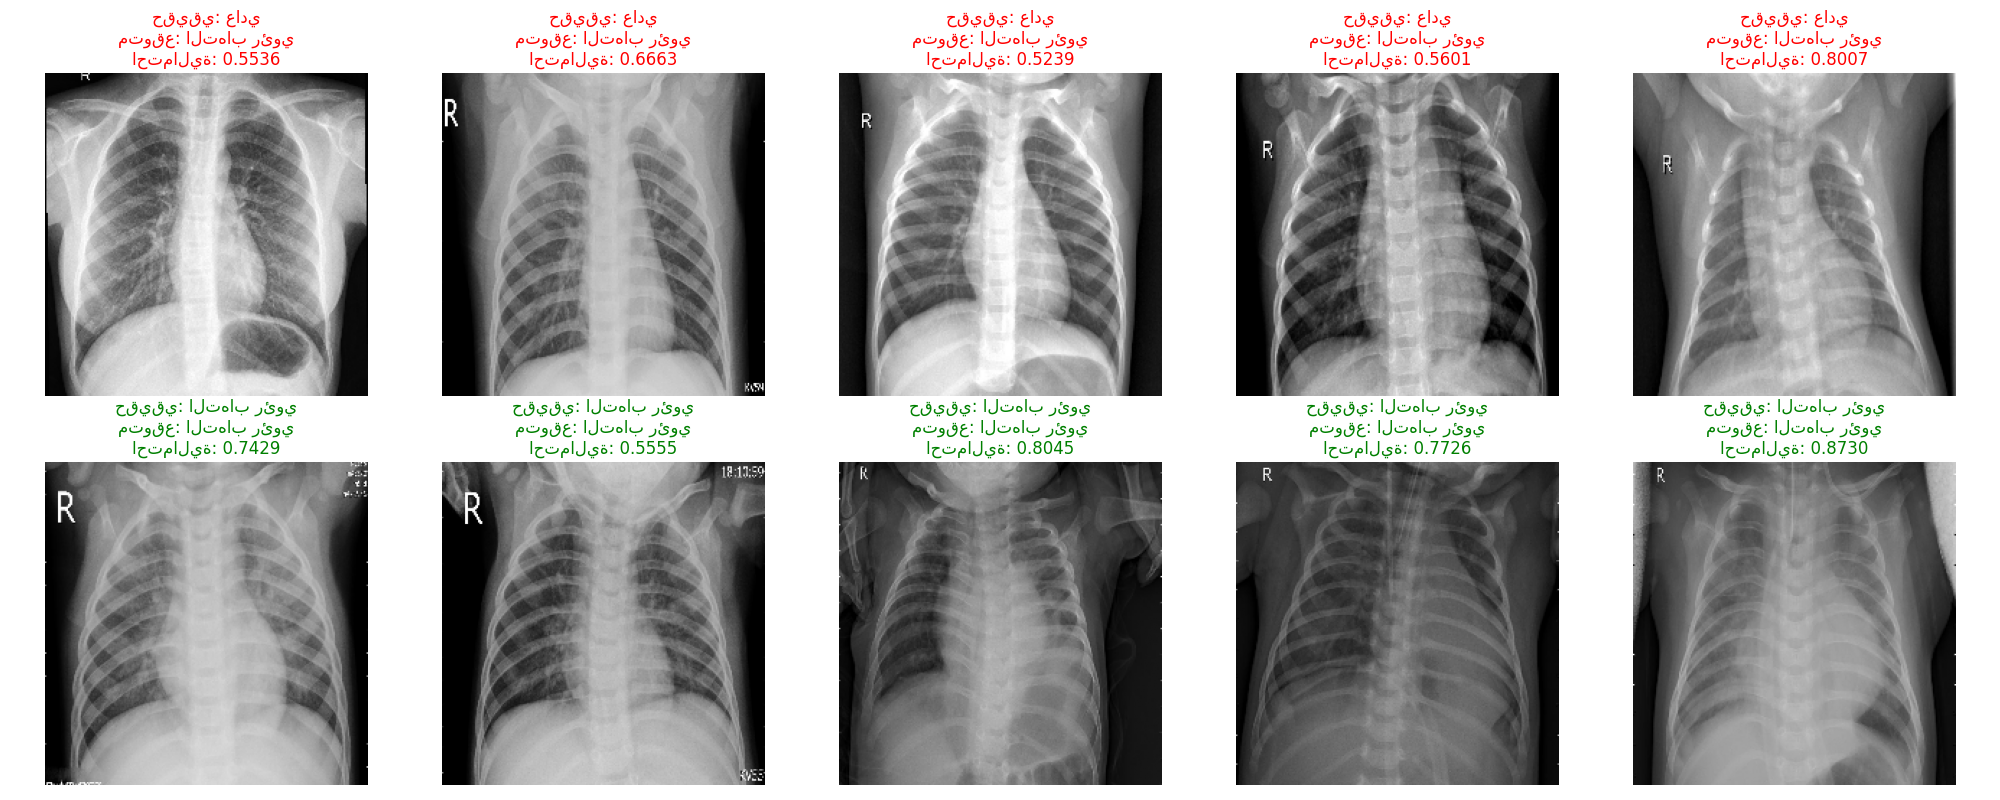 حقيقي: عادي
متوقع: التهاب رئوي
احتمالية: 0.5536
R
حقيقي: عادي
متوقع: التهاب رئوي
احتمالية: 0.6663
R
حقيقي: عادي
متوقع: التهاب رئوي
احتمالية: 0.5239
R
حقيقي: عادي
متوقع: التهاب رئوي
احتمالية: 0.5601
R
حقيقي: عادي
متوقع: التهاب رئوي
احتمالية: 0.8007
R
حقيقي: التهاب رئوي
متوقع: التهاب رئوي
احتمالية: 0.7429
R
حقيقي: التهاب رئوي
متوقع: التهاب رئوي
احتمالية: 0.5555
18:10:59
R
حقيقي: التهاب رئوي
متوقع: التهاب رئوي
احتمالية: 0.8045
R
حقيقي: التهاب رئوي
متوقع: التهاب رئوي
احتمالية: 0.7726
R
حقيقي: التهاب رئوي
متوقع: التهاب رئوي
احتمالية: 0.8730
R